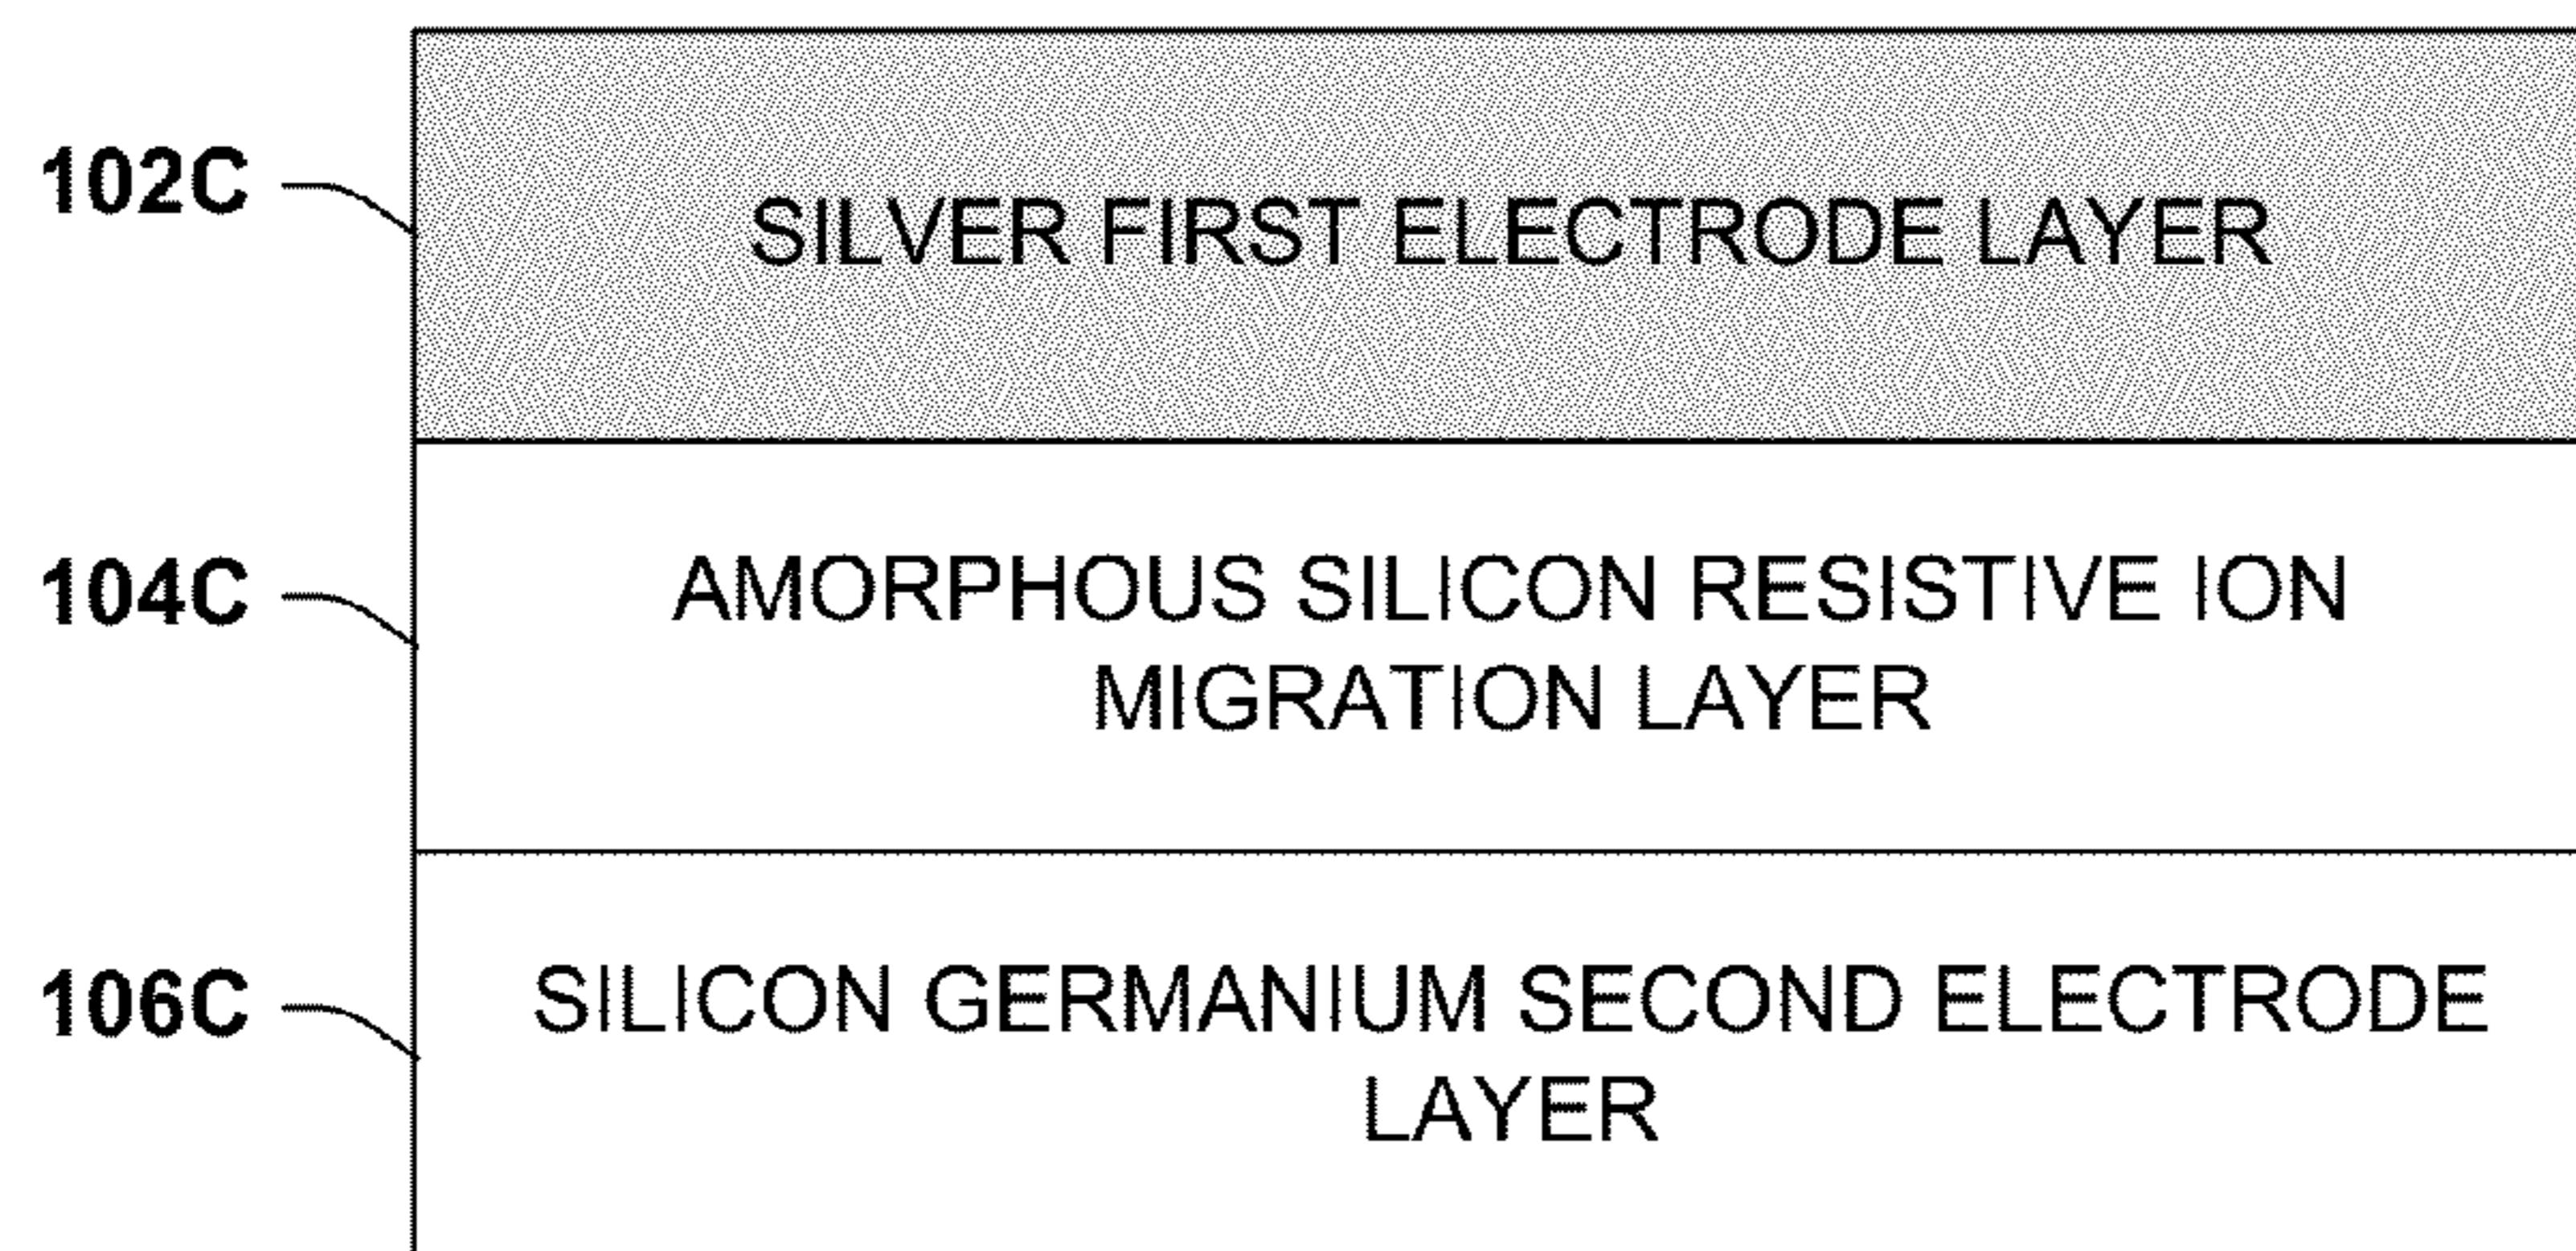 102C
SILVER FIRST ELECTRODE LAYER
104C
AMORPHOUS SILICON RESISTIVE ION
MIGRATION LAYER
106C
SILICON GERMANIUM SECOND ELECTRODE
LAYER